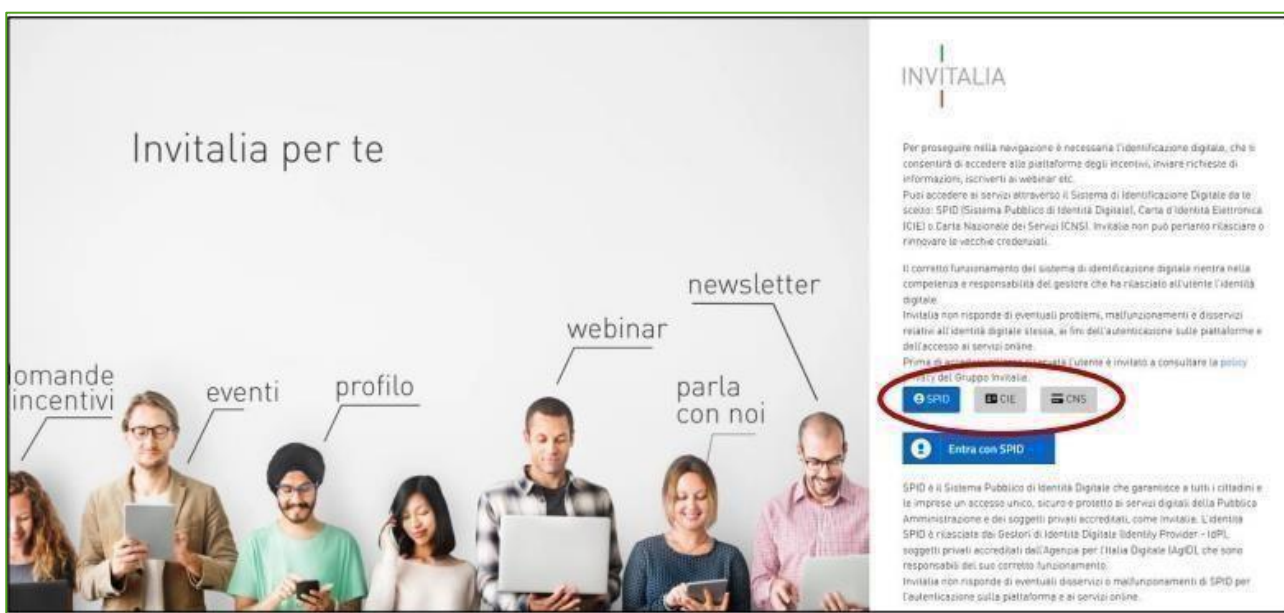 Invitalia per te
omande
incentivi
eventi
profilo
webinar
newsletter
parla
con noi
INVITALIA
Per proseguire nella navigazione è necessaria l'identificazione digitale, che ti
consentirà di accedere alle piattaforme degli incentivi, inviare richieste di
informazioni, iscriverti ai webinar etc.
Puoi accedere ai servizi attraverso il Sistema di Identificazione Digitale da te
scelto: SPID (Sistema Pubblico di Identità Digitale), Carta d'Identità Elettronica
(CIE) o Carta Nazionale dei Servizi (CNS). Invitalia non può pertanto rilasciare o
rinnovare le vecchie credenziali.
Il corretto funzionamento del sistema di identificazione digitale rientra nella
competenza e responsabilità del gestore che ha rilasciato all'utente l'identità
digitale.
Invitalia non risponde di eventuali problemi, malfunzionamenti e disservizi
relativi all'identità digitale stessa, ai fini dell'autenticazione sulle piattaforme e
dell'accesso ai servizi online.
Prima di l'utente è invitato a consultare la policy
privacy del Gruppo Invitalia.
SPID CIE CNS
Entra con SPID
SPID è il Sistema Pubblico di Identità Digitale che garantisce a tutti i cittadini e
le imprese un accesso unico, sicuro e protetto ai servizi digitali della Pubblica
Amministrazione e dei soggetti privati accreditati, come Invitalia. L'identità
SPID è rilasciata dai Gestori di Identità Digitale (Identity Provider - IdP),
soggetti privati accreditati dall'Agenzia per l'Italia Digitale (AgID), che sono
responsabili del suo corretto funzionamento.
Invitalia non risponde di eventuali disservizi o malfunzionamenti di SPID per
l'autenticazione sulla piattaforma e ai servizi online.